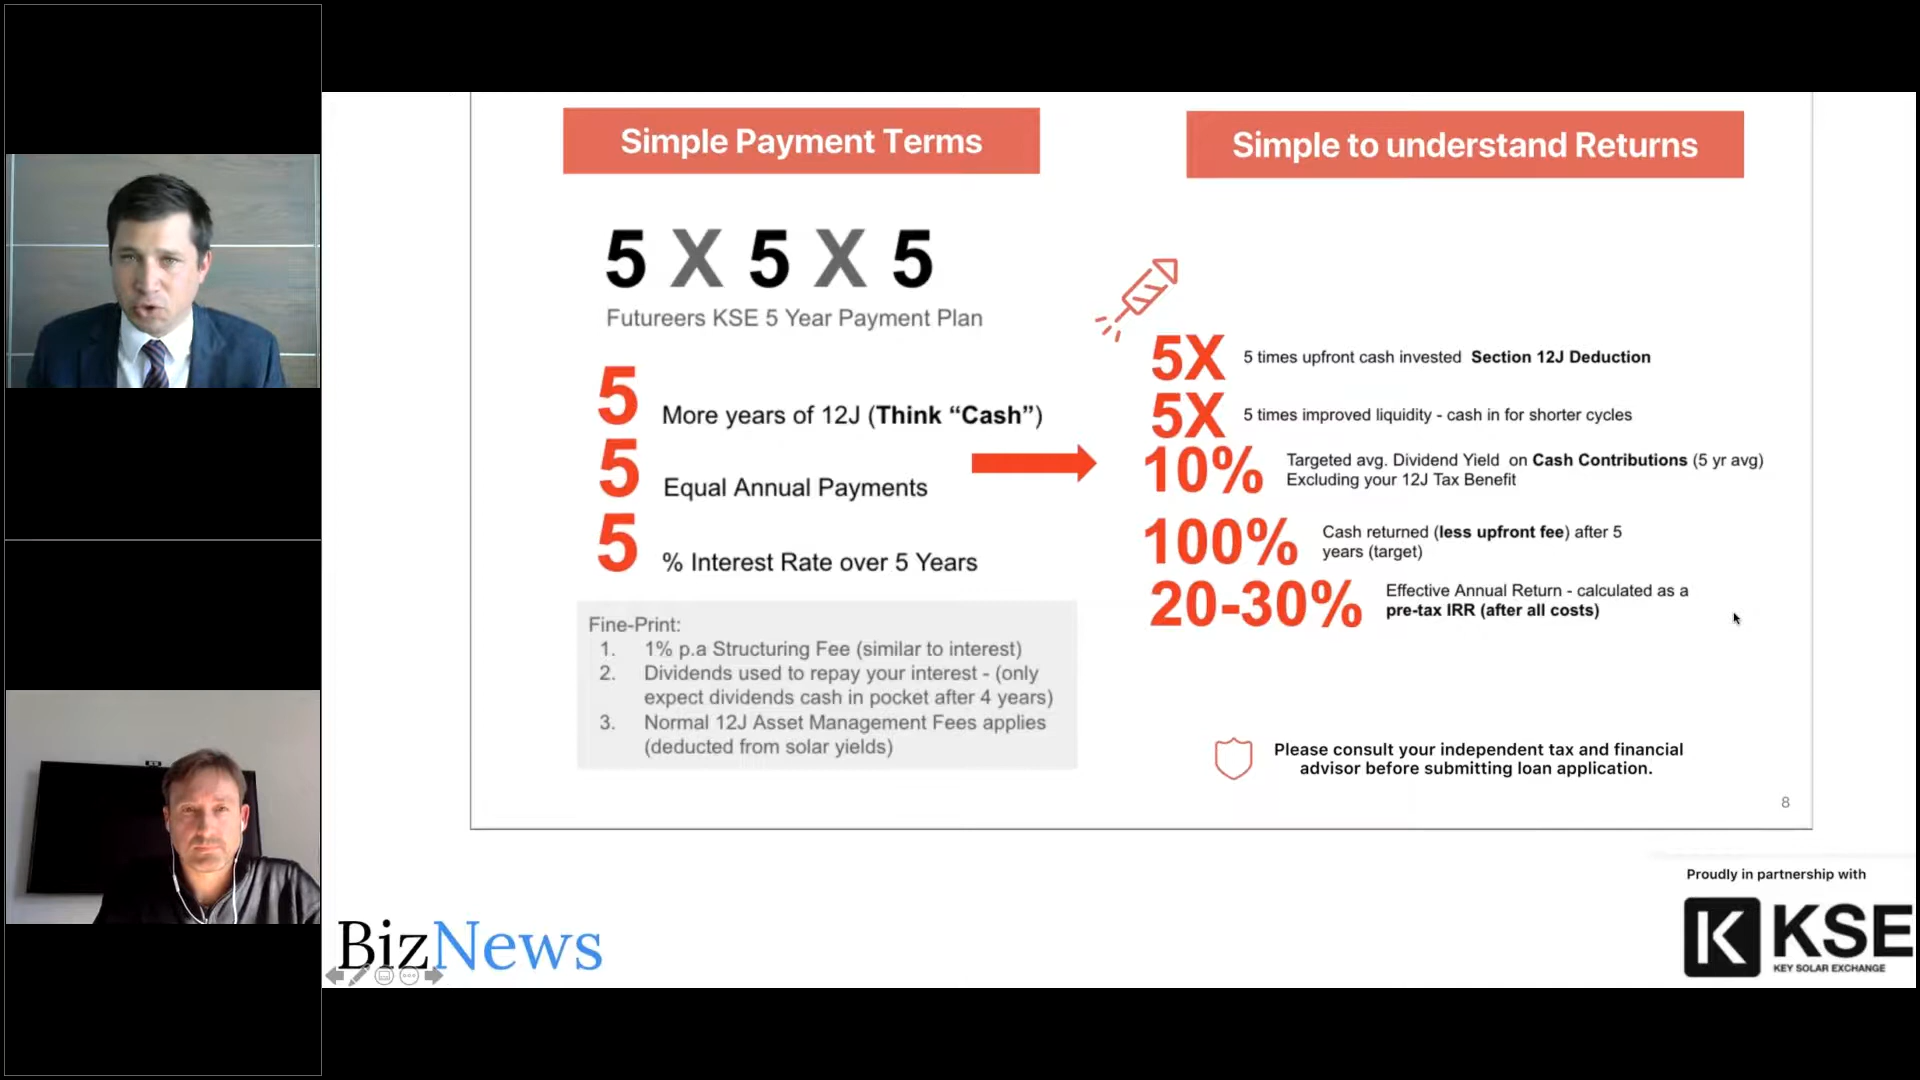 Simple Payment Terms
5 X 5 X 5
Futureers KSE 5 Year Payment Plan
5 More years of 12J (Think “Cash”)
5 Equal Annual Payments
5 % Interest Rate over 5 Years
Fine-Print:
1. 1% p.a Structuring Fee (similar to interest)
2. Dividends used to repay your interest - (only
expect dividends cash in pocket after 4 years)
3. Normal 12J Asset Management Fees applies
(deducted from solar yields)
Simple to understand Returns
5X 5 times upfront cash invested Section 12J Deduction
5X 5 times improved liquidity - cash in for shorter cycles
10% Targeted avg. Dividend Yield on Cash Contributions (5 yr avg)
Excluding your 12J Tax Benefit
100% Cash returned (less upfront fee) after 5
years (target)
20-30% Effective Annual Return - calculated as a
pre-tax IRR (after all costs)
Please consult your independent tax and financial
advisor before submitting loan application.
8
BizNews
Proudly in partnership with
K KSE
KEY SOLAR EXCHANGE